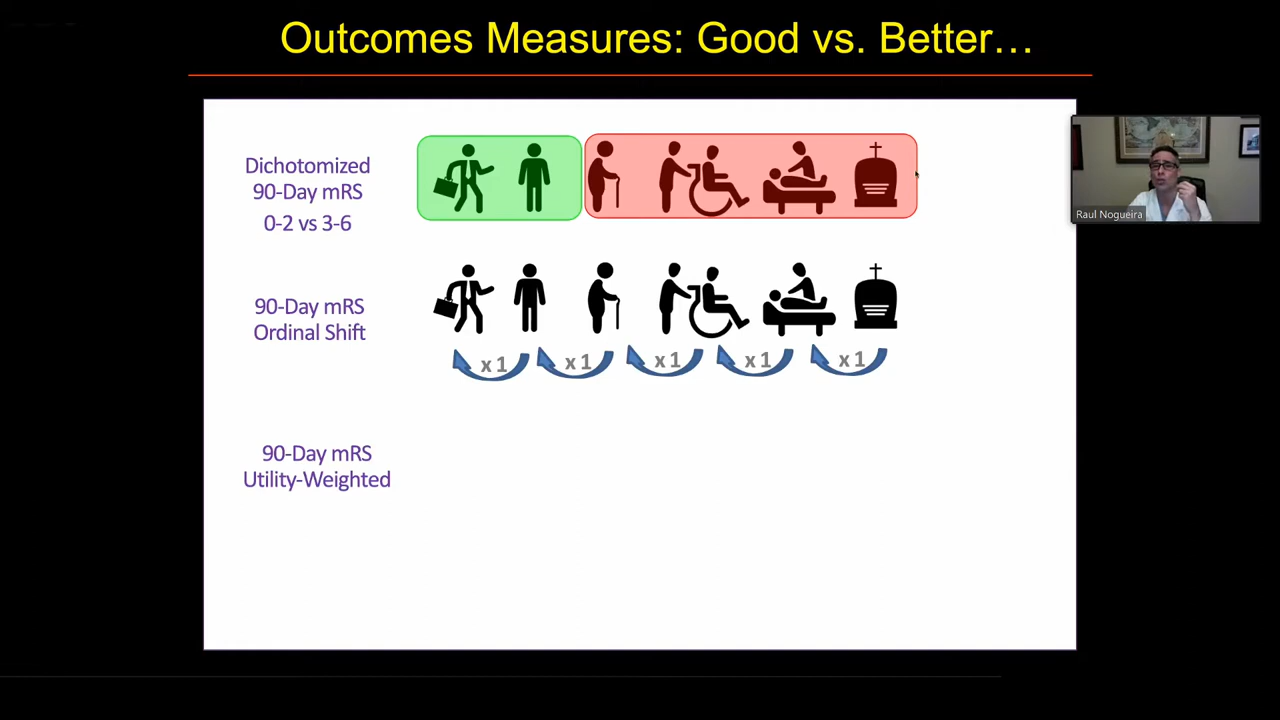 Outcomes Measures: Good vs. Better…
Dichotomized
90-Day mRS
0-2 vs 3-6
Raul Nogueira
90-Day mRS
Ordinal Shift
x 1
x 1
x 1
x 1
x 1
90-Day mRS
Utility-Weighted